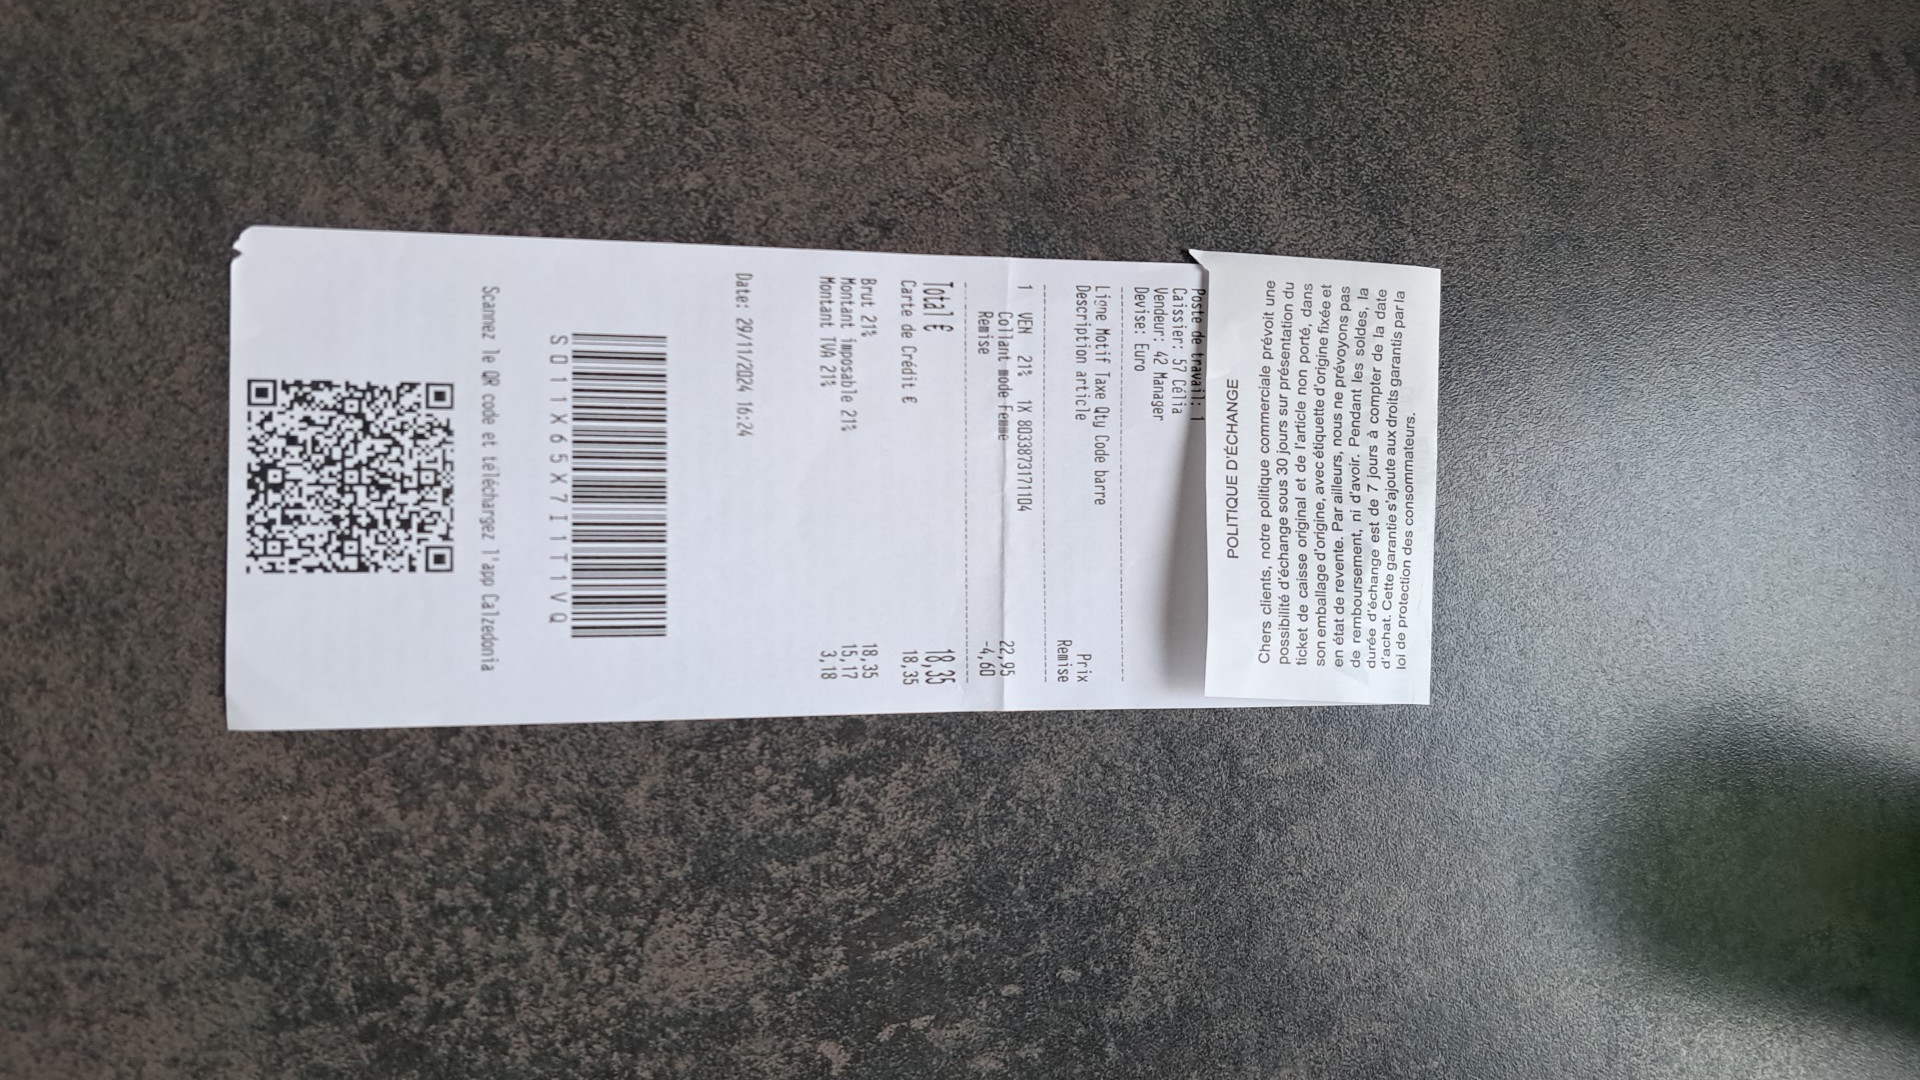 POLITIQUE D'ÉCHANGE
Chers clients, notre politique commerciale prévoit une
possibilité d'échange sous 30 jours sur présentation du
ticket de caisse original et de l'article non porté, dans
son emballage d'origine, avec étiquette d'origine fixée et
en état de revente. Par ailleurs, nous ne prévoyons pas
de remboursement, ni d'avoir. Pendant les soldes, la
durée d'échange est de 7 jours à compter de la date
d'achat. Cette garantie s'ajoute aux droits garantis par la
loi de protection des consommateurs.
Poste de travail: 1
Caissier: 57 Célia
Vendeur: 42 Manager
Devise: Euro
Ligne Motif Taxe Qty Code barre Prix
Description article Remise
1 VEN 21% 1X 8033873171104 22,95
Collant mode Femme
Remise -4,60
Total € 18,35
Carte de Crédit € 18,35
Brut 21% 18,35
Montant imposable 21% 15,17
Montant TVA 21% 3,18
Date: 29/11/2024 16:24
S011X65X7I1T1VQ
Scannez le QR code et téléchargez l'app Calzedonia